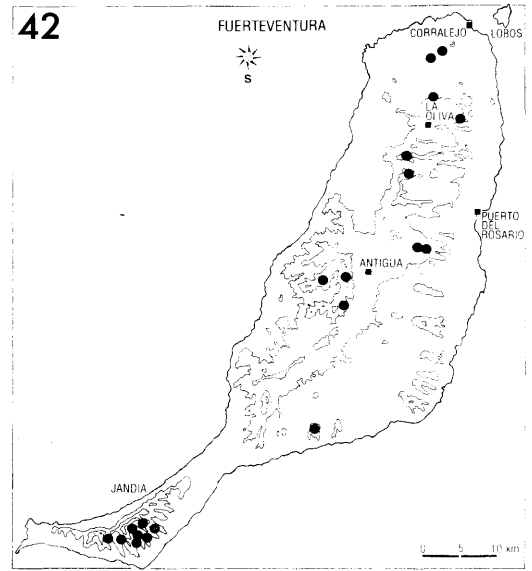 42
FUERTEVENTURA
S
CORRALEJO
LOBOS
LA
OLIVA
PUERTO
DEL
ROSARIO
ANTIGUA
JANDIA
0 5 10 km